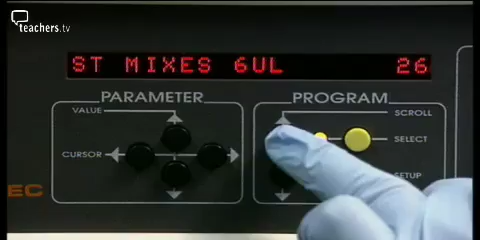 teachers.tv
ST MIXES 6UL 26
PARAMETER
PROGRAM
VALUE
SCROLL
CURSOR
SELECT
SETUP
EC